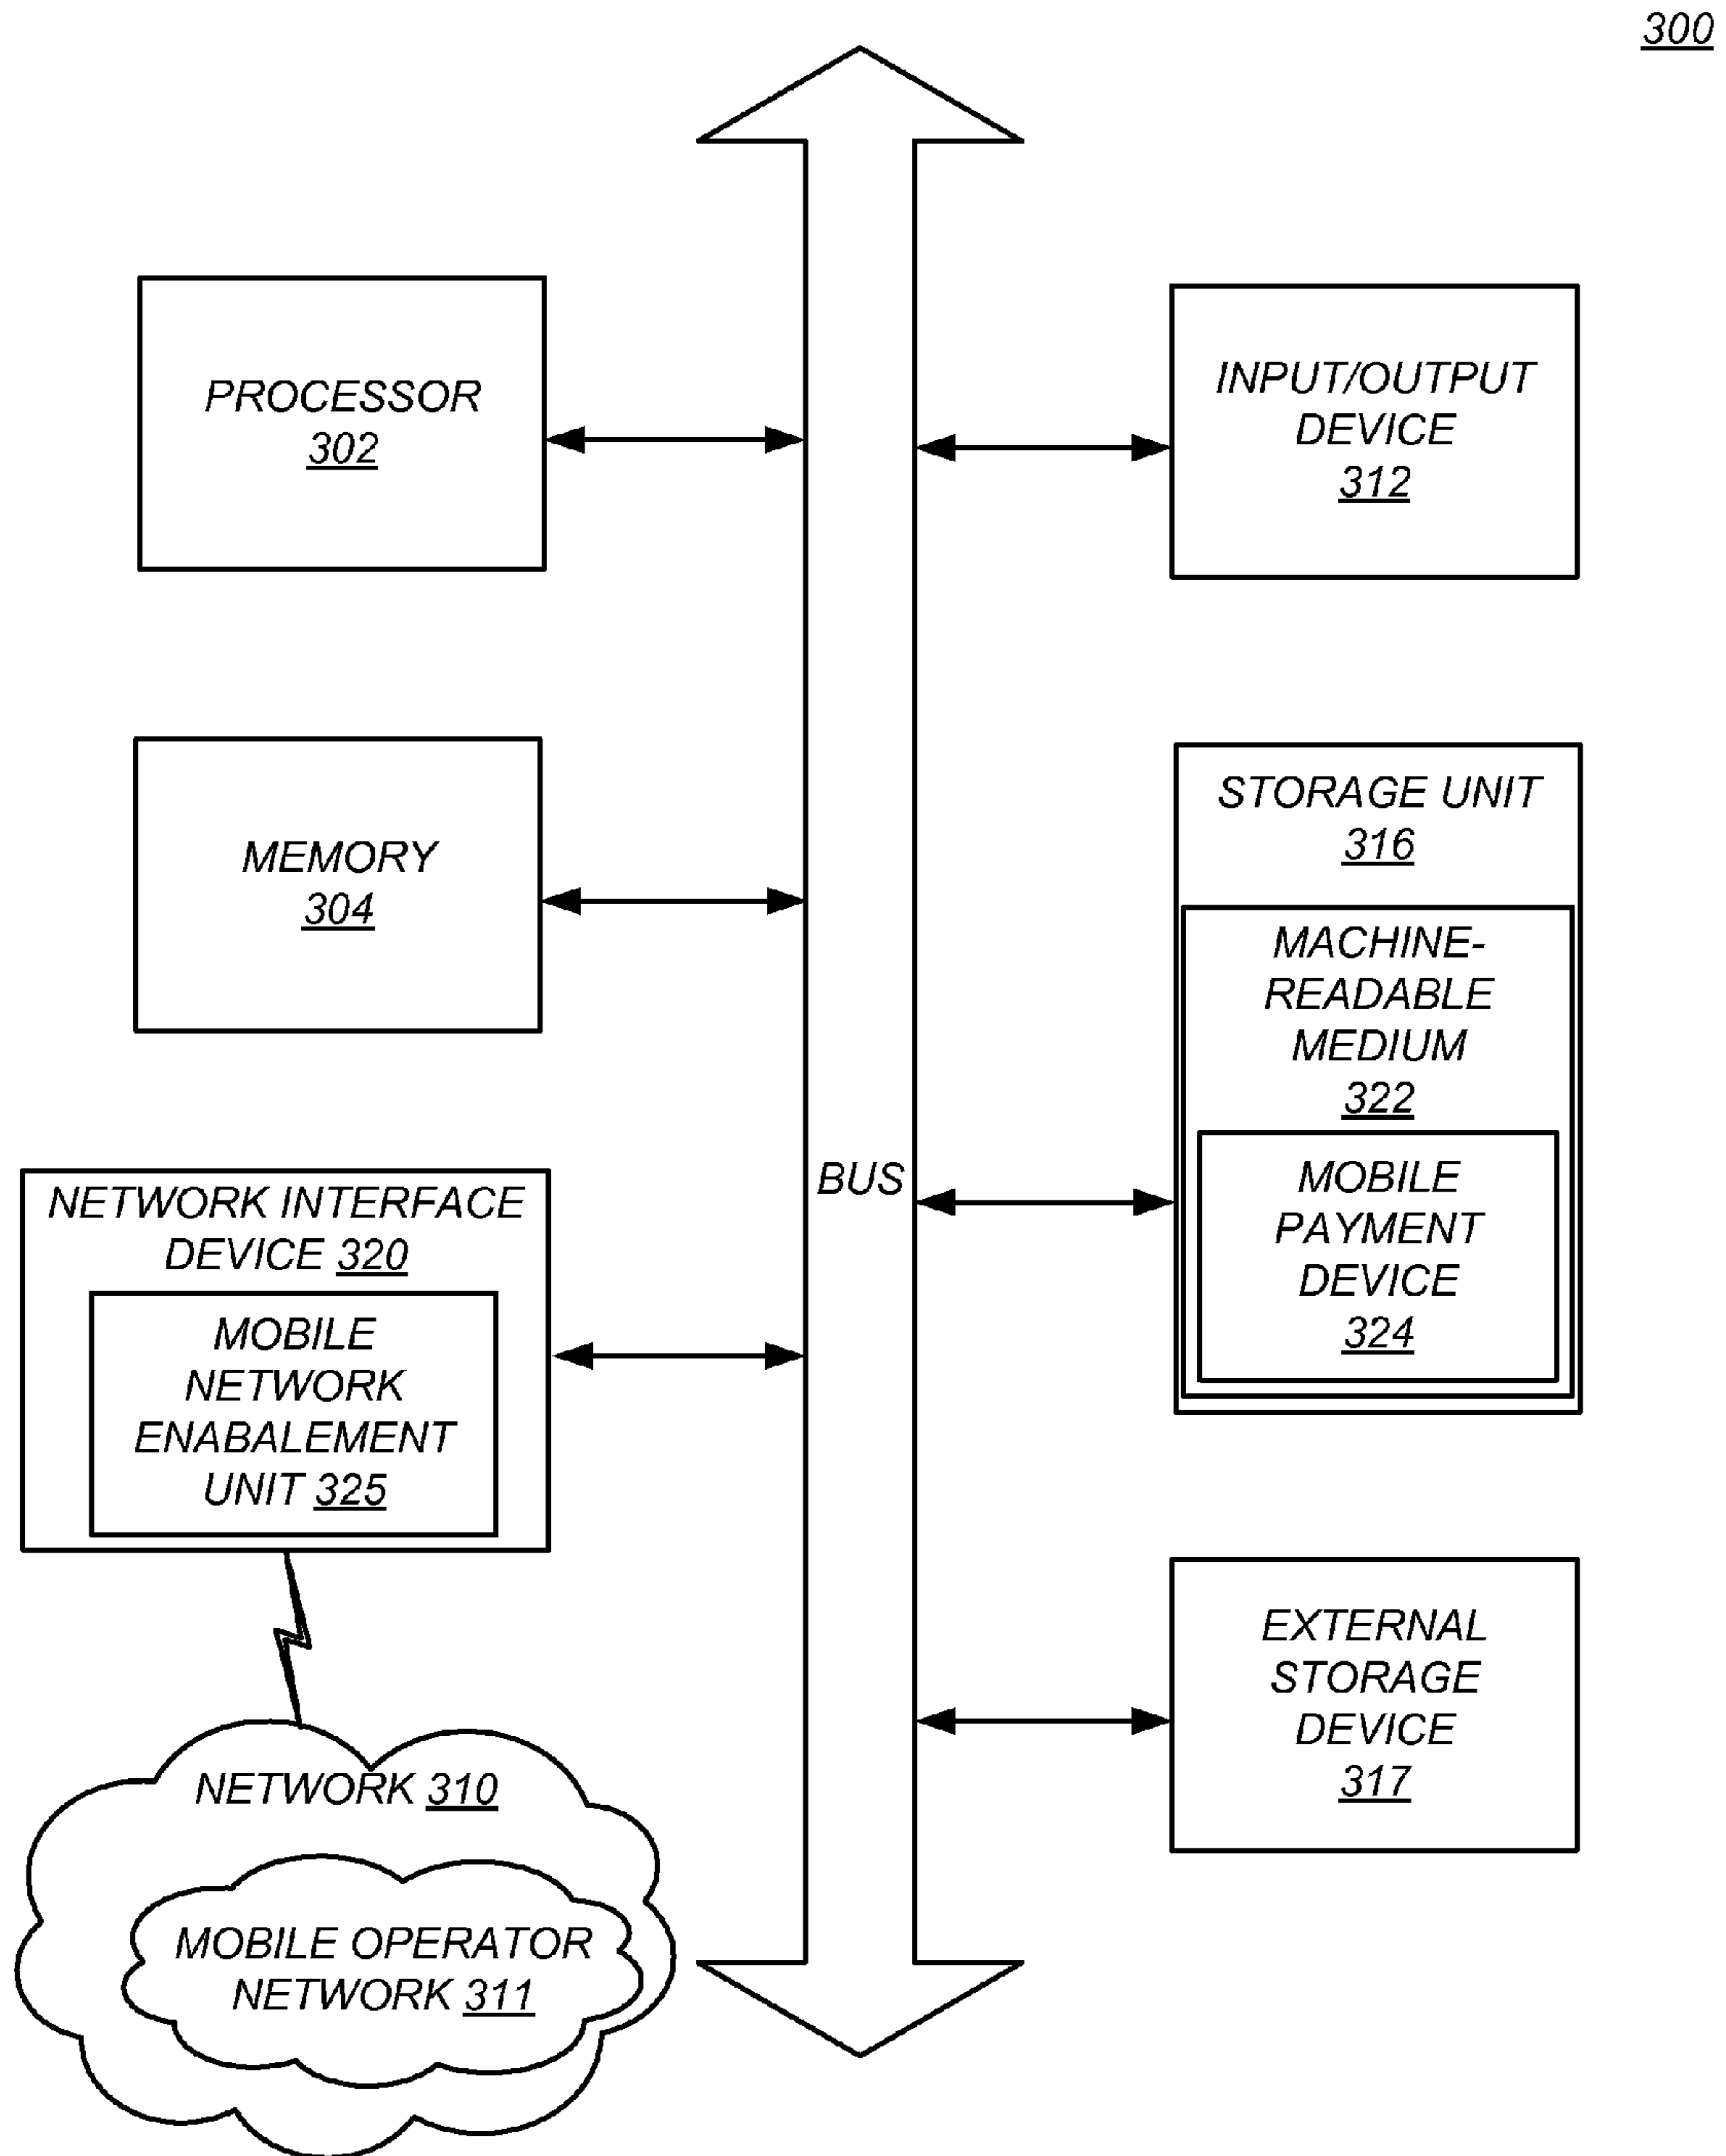 300
PROCESSOR
302
INPUT/OUTPUT
DEVICE
312
MEMORY
304
STORAGE UNIT
316
MACHINE-
READABLE
MEDIUM
322
MOBILE
PAYMENT
DEVICE
324
BUS
NETWORK INTERFACE
DEVICE 320
MOBILE
NETWORK
ENABALEMENT
UNIT 325
EXTERNAL
STORAGE
DEVICE
317
NETWORK 310
MOBILE OPERATOR
NETWORK 311